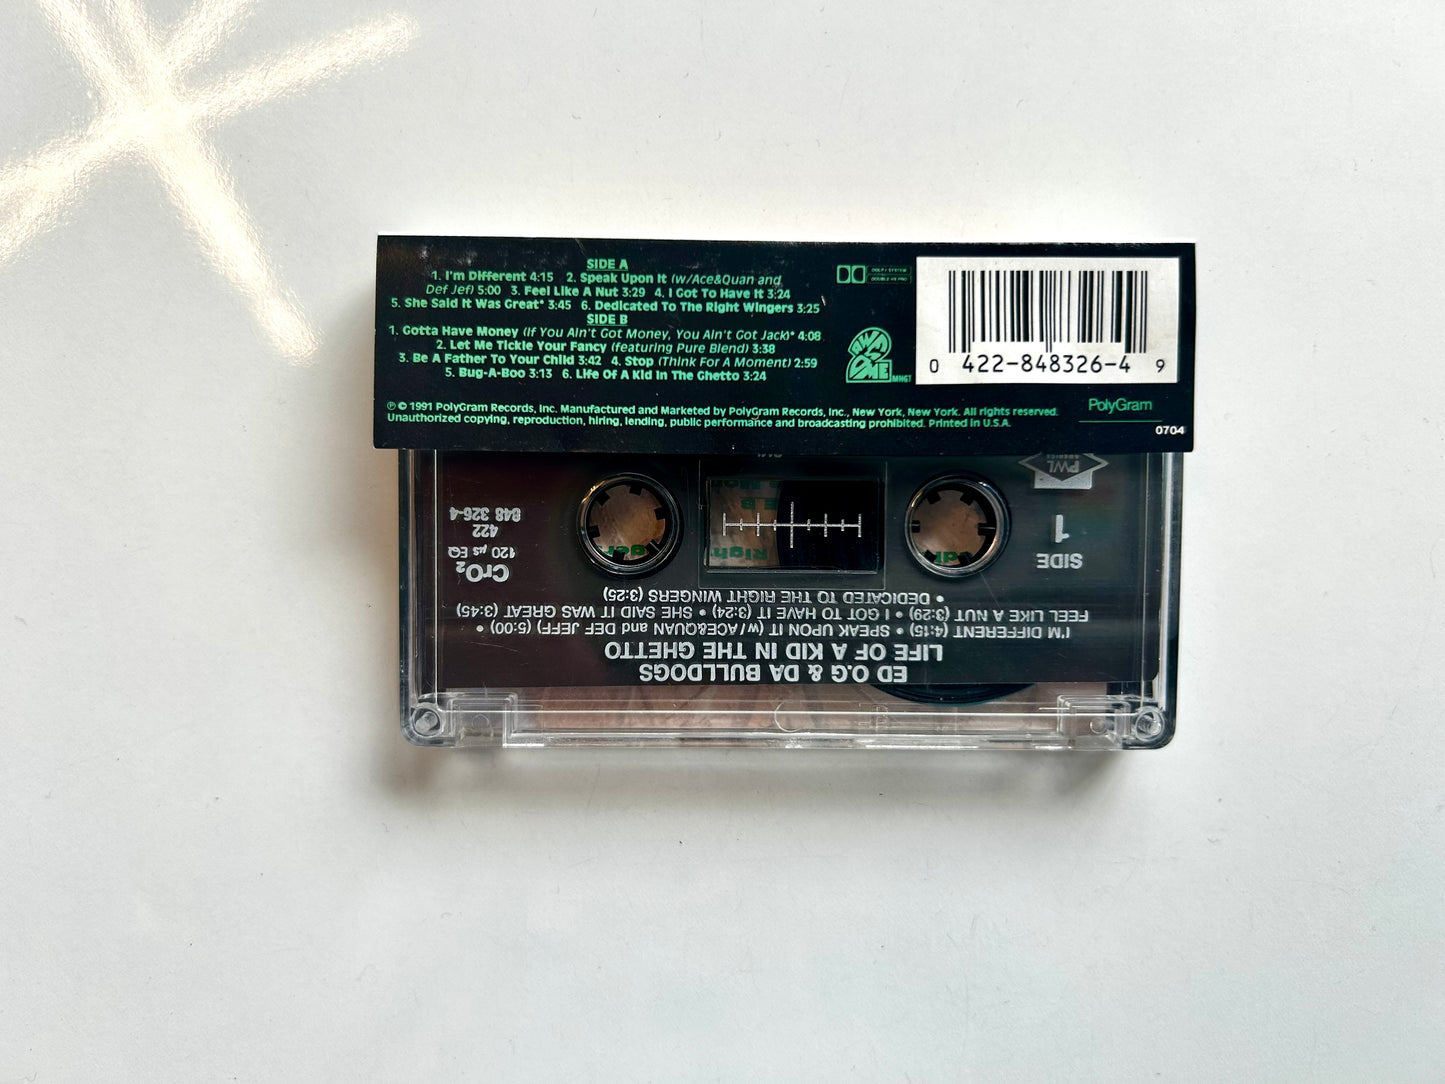 SIDE A
1. I'm Different 4:15 2. Speak Upon It (w/Ace&Quan and
Def Jef) 5:00 3. Feel Like A Nut 3:29 4. I Got To Have It 3:24
5. She Said It Was Great* 3:45 6. Dedicated To The Right Wingers 3:25
SIDE B
1. Gotta Have Money (If You Ain't Got Money, You Ain't Got Jack)* 4:08
2. Let Me Tickle Your Fancy (featuring Pure Blend) 3:38
3. Be A Father To Your Child 3:42 4. Stop (Think For A Moment) 2:59
5. Bug-A-Boo 3:13 6. Life Of A Kid In The Ghetto 3:24
℗ © 1991 PolyGram Records, Inc. Manufactured and Marketed by PolyGram Records, Inc., New York, New York. All rights reserved.
Unauthorized copying, reproduction, hiring, lending, public performance and broadcasting prohibited. Printed in U.S.A.
DOLBY SYSTEM
AWA
ME
MNGT
0 422-848326-4 9
PolyGram
0704
ED O.G & DA BULLDOGS
LIFE OF A KID IN THE GHETTO
I'M DIFFERENT (4:15) • SPEAK UPON IT (w/ACE&QUAN and DEF JEFF) (5:00) •
FEEL LIKE A NUT (3:29) • I GOT TO HAVE IT (3:24) • SHE SAID IT WAS GREAT (3:45)
• DEDICATED TO THE RIGHT WINGERS (3:25)
SIDE
1
CrO2
120 µs EQ
422
848 326-4
PWL
AMERICA